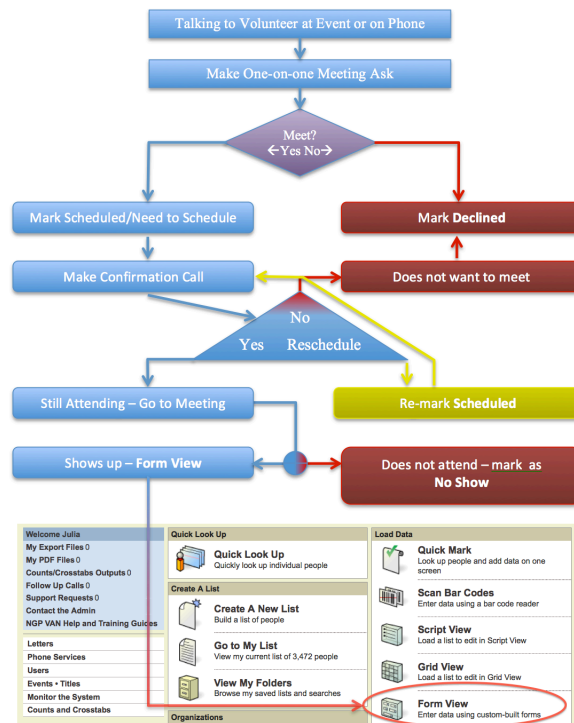 Talking to Volunteer at Event or on Phone
Make One-on-one Meeting Ask
Meet?
←Yes No→
Mark Scheduled/Need to Schedule
Mark Declined
Make Confirmation Call
Does not want to meet
No
Yes Reschedule
Still Attending – Go to Meeting
Re-mark Scheduled
Shows up – Form View
Does not attend – mark as
No Show
Welcome Julia
My Export Files 0
My PDF Files 0
Counts/Crosstabs Outputs 0
Follow Up Calls 0
Support Requests 0
Contact the Admin
NGP VAN Help and Training Guides
Letters
Phone Services
Users
Events • Titles
Monitor the System
Counts and Crosstabs
Quick Look Up
Quick Look Up
Quickly look up individual people
Create A List
Create A New List
Build a list of people
Go to My List
View my current list of 3,472 people
View My Folders
Browse my saved lists and searches
Organizations
Load Data
Quick Mark
Look up people and add data on one
screen
Scan Bar Codes
Enter data using a bar code reader
Script View
Load a list to edit in Script View
Grid View
Load a list to edit in Grid View
Form View
Enter data using custom-built forms